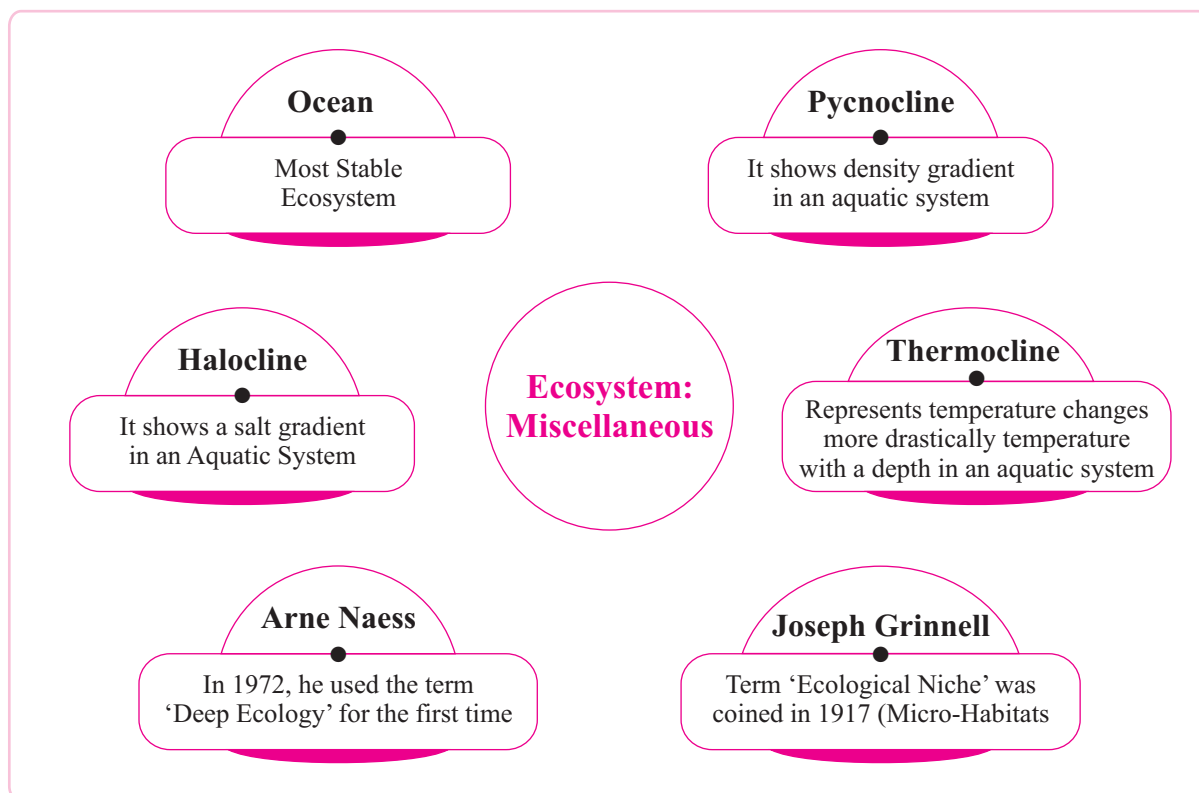 Ocean
Most Stable
Ecosystem
Pycnocline
It shows density gradient
in an aquatic system
Halocline
It shows a salt gradient
in an Aquatic System
Ecosystem:
Miscellaneous
Thermocline
Represents temperature changes
more drastically temperature
with a depth in an aquatic system
Arne Naess
In 1972, he used the term
‘Deep Ecology’ for the first time
Joseph Grinnell
Term ‘Ecological Niche’ was
coined in 1917 (Micro-Habitats